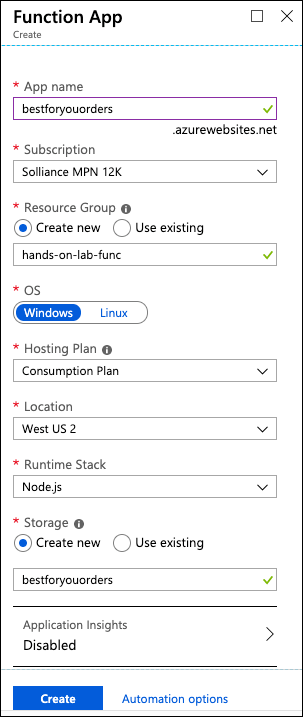 Function App
Create
* App name
bestforyouorders
.azurewebsites.net
* Subscription
Solliance MPN 12K
* Resource Group
Create new Use existing
hands-on-lab-func
* OS
Windows Linux
* Hosting Plan
Consumption Plan
* Location
West US 2
* Runtime Stack
Node.js
* Storage
Create new Use existing
bestforyouorders
Application Insights
Disabled
Create Automation options